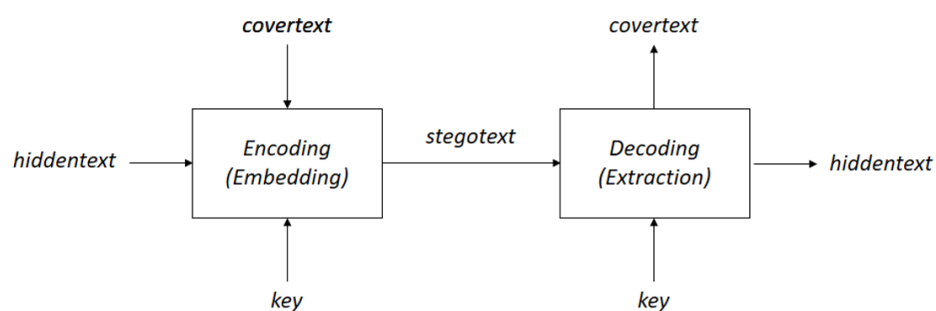 covertext
covertext
hiddentext
Encoding
(Embedding)
stegotext
Decoding
(Extraction)
hiddentext
key
key